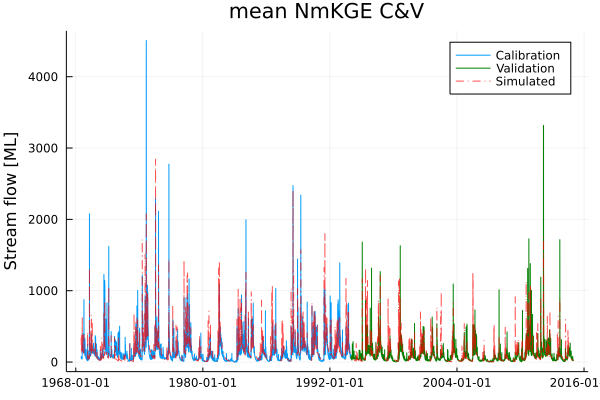 mean NmKGE C&V
Stream flow [ML]
4000
3000
2000
1000
0
Calibration
Validation
Simulated
1968-01-01
1980-01-01
1992-01-01
2004-01-01
2016-01